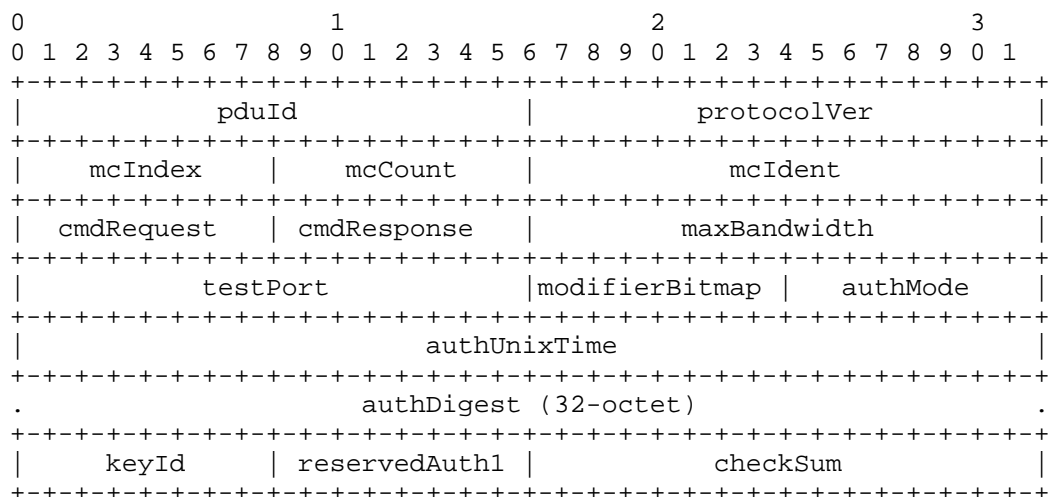 0                   1                   2                   3
0 1 2 3 4 5 6 7 8 9 0 1 2 3 4 5 6 7 8 9 0 1 2 3 4 5 6 7 8 9 0 1
+-+-+-+-+-+-+-+-+-+-+-+-+-+-+-+-+-+-+-+-+-+-+-+-+-+-+-+-+-+-+-+-+
|            pduId              |          protocolVer          |
+-+-+-+-+-+-+-+-+-+-+-+-+-+-+-+-+-+-+-+-+-+-+-+-+-+-+-+-+-+-+-+-+
|    mcIndex    |    mcCount    |            mcIdent            |
+-+-+-+-+-+-+-+-+-+-+-+-+-+-+-+-+-+-+-+-+-+-+-+-+-+-+-+-+-+-+-+-+
|  cmdRequest   | cmdResponse   |         maxBandwidth          |
+-+-+-+-+-+-+-+-+-+-+-+-+-+-+-+-+-+-+-+-+-+-+-+-+-+-+-+-+-+-+-+-+
|           testPort            |modifierBitmap |   authMode    |
+-+-+-+-+-+-+-+-+-+-+-+-+-+-+-+-+-+-+-+-+-+-+-+-+-+-+-+-+-+-+-+-+
|                         authUnixTime                          |
+-+-+-+-+-+-+-+-+-+-+-+-+-+-+-+-+-+-+-+-+-+-+-+-+-+-+-+-+-+-+-+-+
.                     authDigest (32-octet)                     .
+-+-+-+-+-+-+-+-+-+-+-+-+-+-+-+-+-+-+-+-+-+-+-+-+-+-+-+-+-+-+-+-+
|     keyId     | reservedAuth1 |           checkSum            |
+-+-+-+-+-+-+-+-+-+-+-+-+-+-+-+-+-+-+-+-+-+-+-+-+-+-+-+-+-+-+-+-+